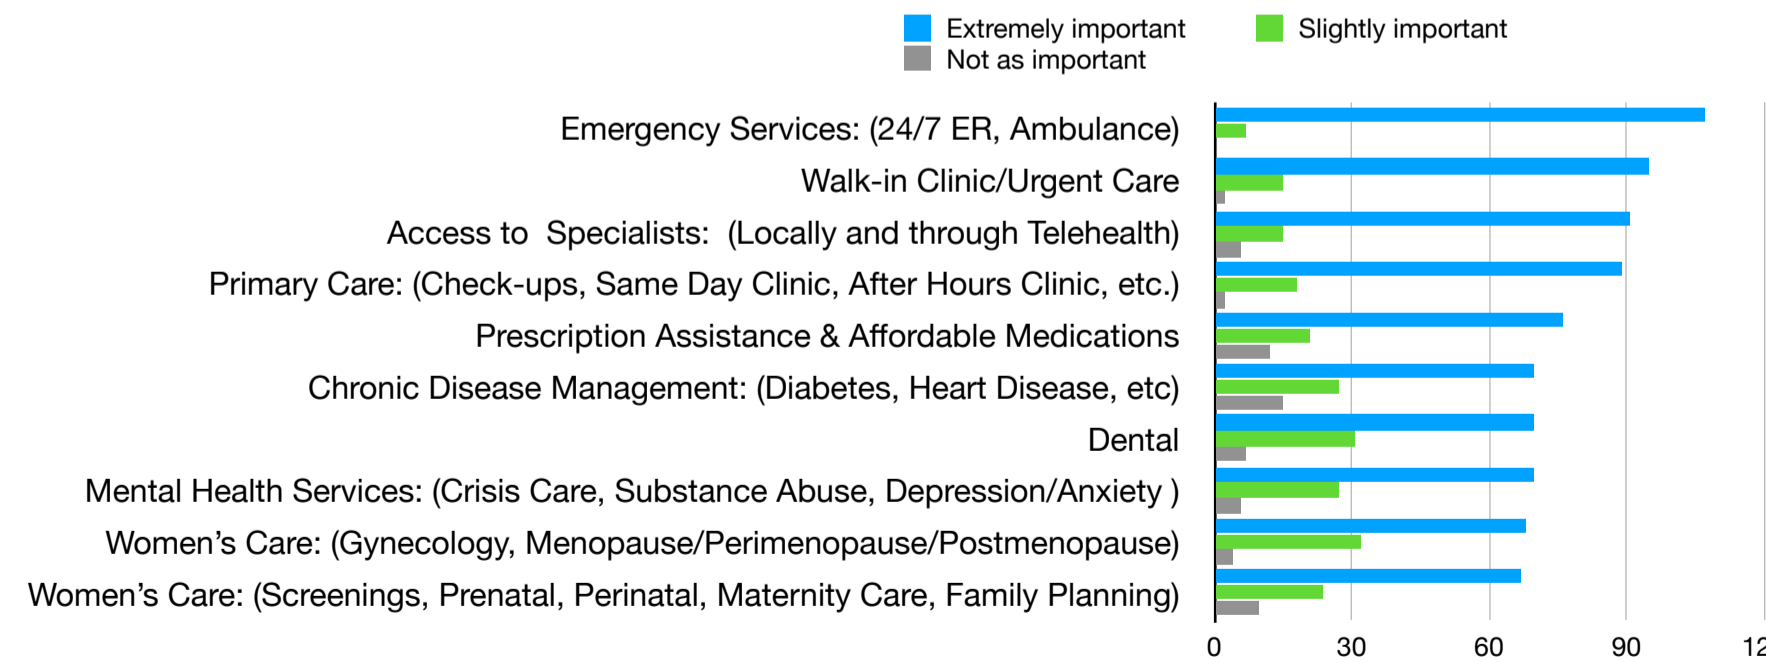 Extremely important
Slightly important
Not as important
Emergency Services: (24/7 ER, Ambulance)
Walk-in Clinic/Urgent Care
Access to  Specialists:  (Locally and through Telehealth)
Primary Care: (Check-ups, Same Day Clinic, After Hours Clinic, etc.)
Prescription Assistance & Affordable Medications
Chronic Disease Management: (Diabetes, Heart Disease, etc)
Dental
Mental Health Services: (Crisis Care, Substance Abuse, Depression/Anxiety )
Women’s Care: (Gynecology, Menopause/Perimenopause/Postmenopause)
Women’s Care: (Screenings, Prenatal, Perinatal, Maternity Care, Family Planning)
0 30 60 90 12